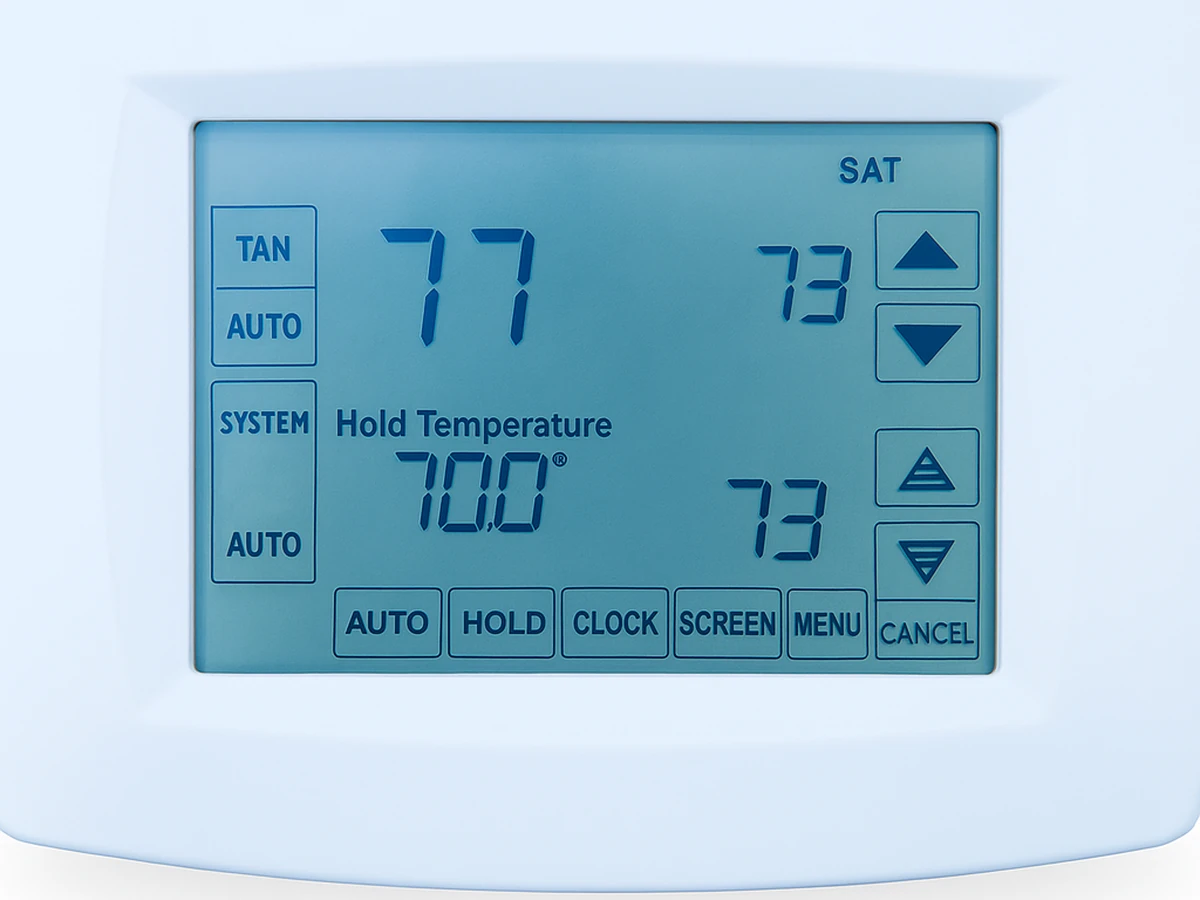 SAT
TAN
77
73
AUTO
SYSTEM
Hold Temperature
70,0®
73
AUTO
AUTO HOLD CLOCK SCREEN MENU CANCEL